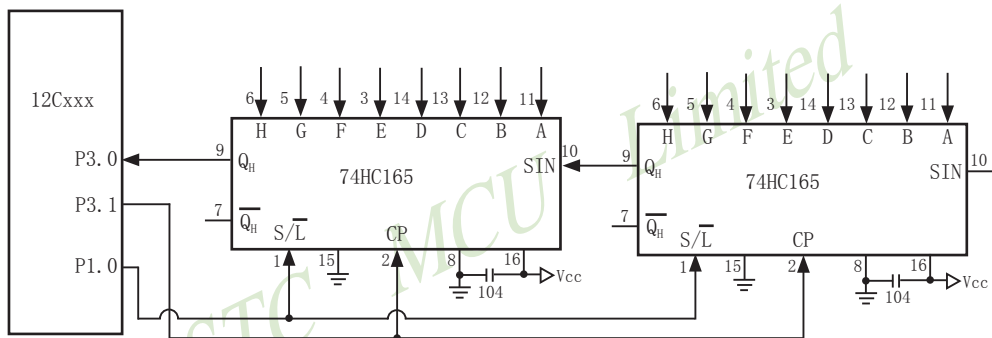 12Cxxx
P3.0
P3.1
P1.0
6 5 4 3 14 13 12 11
H G F E D C B A
9 QH 74HC165 SIN 10
7 QH S/L CP
1 15 2 8 16
104 Vcc
6 5 4 3 14 13 12 11
H G F E D C B A
9 QH 74HC165 SIN 10
7 QH S/L CP
1 15 2 8 16
104 Vcc
STC MCU Limited